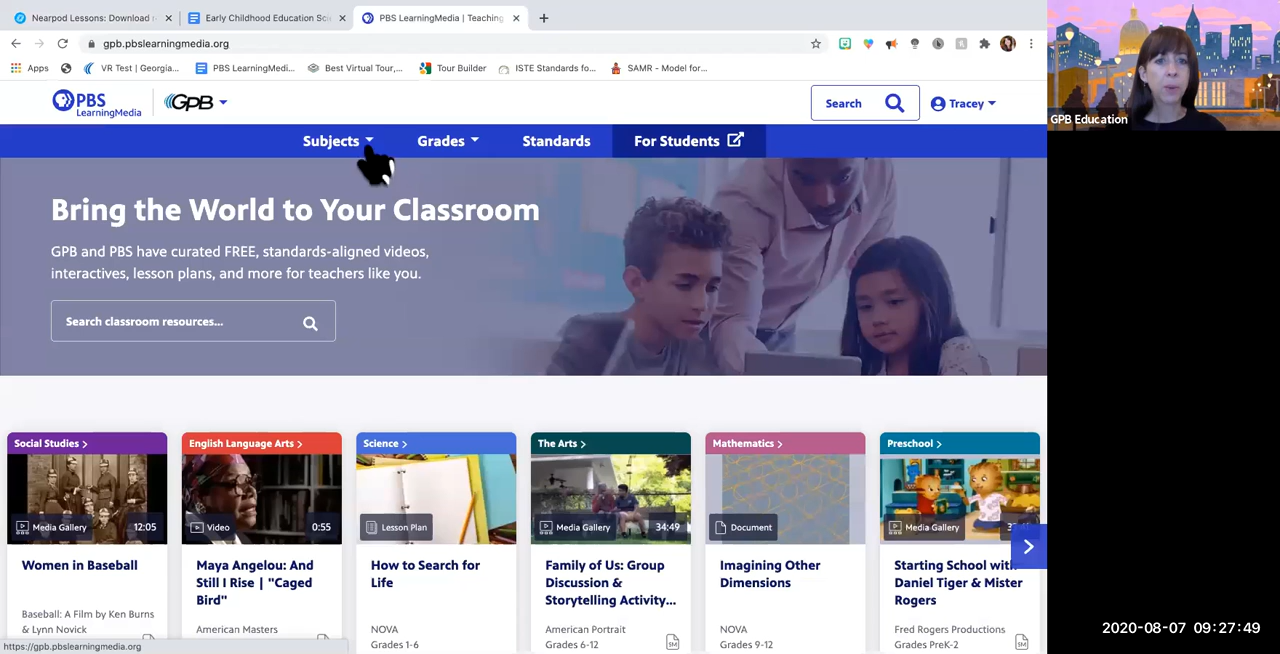 Nearpod Lessons: Download r
Early Childhood Education Sci
PBS LearningMedia | Teaching
gpb.pbslearningmedia.org
Apps
VR Test | Georgia...
PBS LearningMedi...
Best Virtual Tour,...
Tour Builder
ISTE Standards fo...
SAMR - Model for...
PBS
LearningMedia
GPB
Search
Tracey
GPB Education
Subjects
Grades
Standards
For Students
Bring the World to Your Classroom
GPB and PBS have curated FREE, standards-aligned videos,
interactives, lesson plans, and more for teachers like you.
Search classroom resources...
Social Studies >
Media Gallery
12:05
Women in Baseball
Baseball: A Film by Ken Burns
& Lynn Novick
English Language Arts >
Video
0:55
Maya Angelou: And
Still I Rise | "Caged
Bird"
American Masters
Science >
Lesson Plan
How to Search for
Life
NOVA
Grades 1-6
The Arts >
Media Gallery
34:49
Family of Us: Group
Discussion &
Storytelling Activity...
American Portrait
Grades 6-12
SM
Mathematics >
Document
Imagining Other
Dimensions
NOVA
Grades 9-12
Preschool >
Media Gallery
Starting School with
Daniel Tiger & Mister
Rogers
Fred Rogers Productions
Grades PreK-2
SM
https://gpb.pbslearningmedia.org
2020-08-07 09:27:49